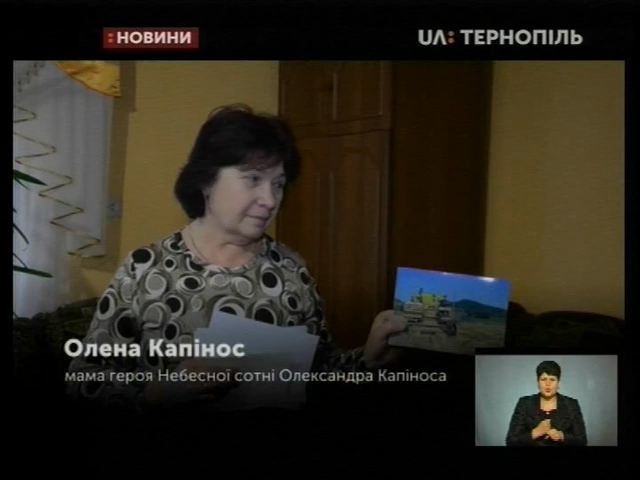 :НОВИНИ
UA: ТЕРНОПІЛЬ
Олена Капінос
мама героя Небесної сотні Олександра Капіноса